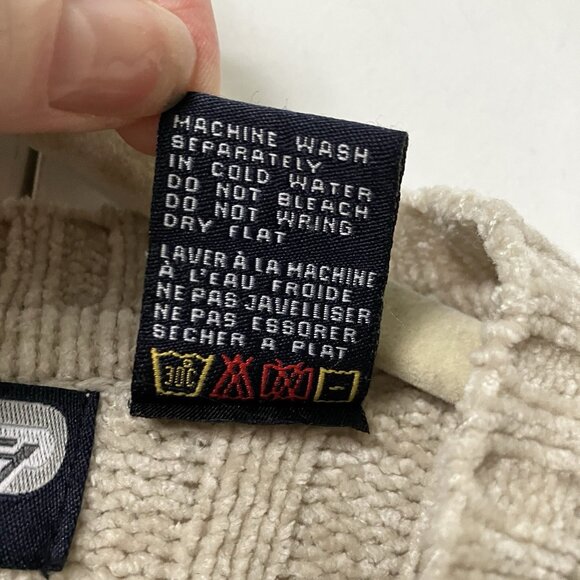 MACHINE WASH
SEPARATELY
IN COLD WATER
DO NOT BLEACH
DO NOT WRING
DRY FLAT
LAVER À LA MACHINE
À L'EAU FROIDE
NE PAS JAVELLISER
NE PAS ESSORER
SECHER A PLAT
30C